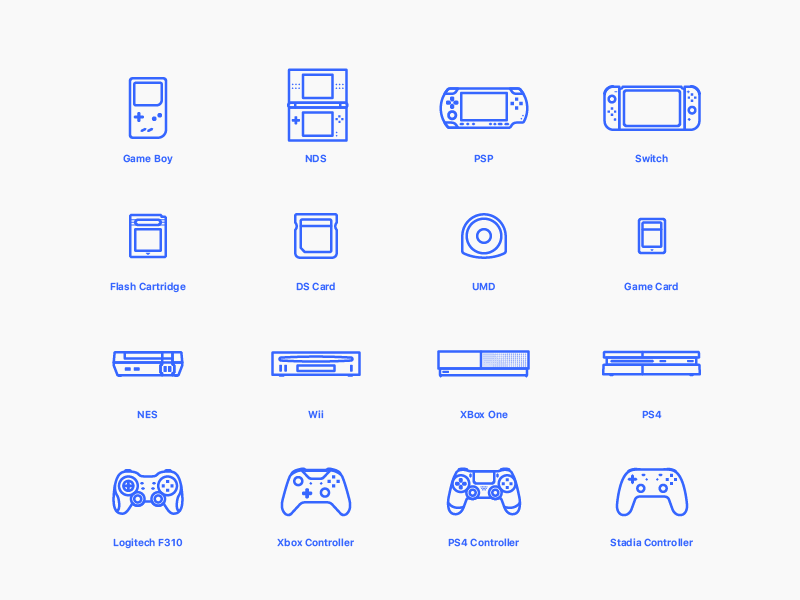 Game Boy
NDS
PSP
Switch
Flash Cartridge
DS Card
UMD
Game Card
NES
Wii
XBox One
PS4
Logitech F310
Xbox Controller
PS4 Controller
Stadia Controller